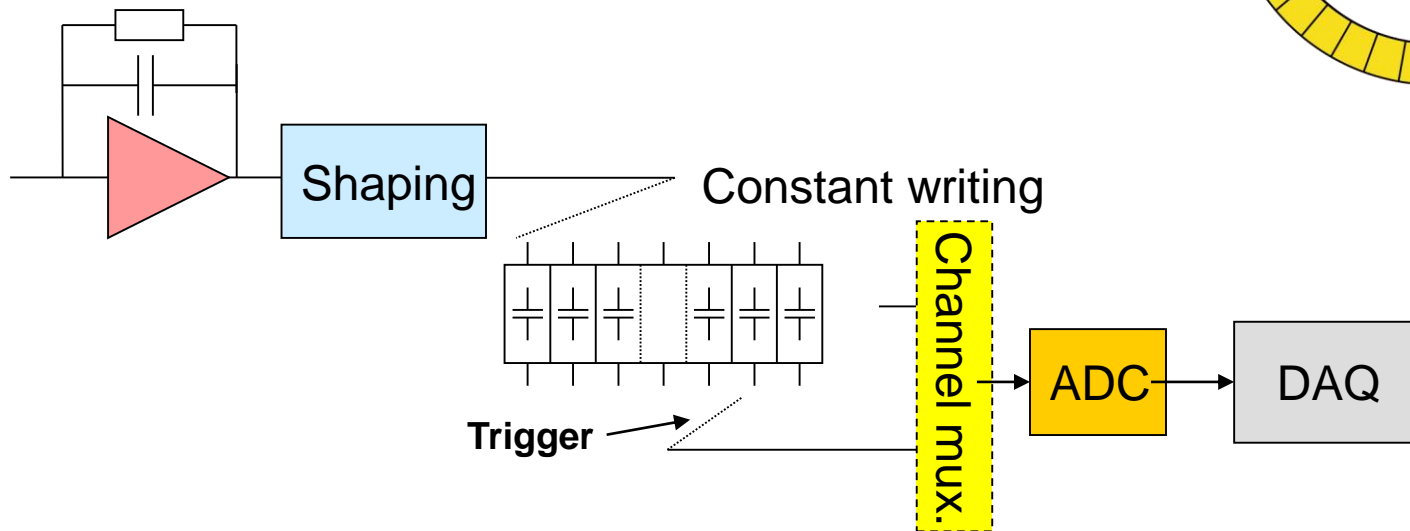 Shaping
Constant writing
Channel mux.
ADC
DAQ
Trigger